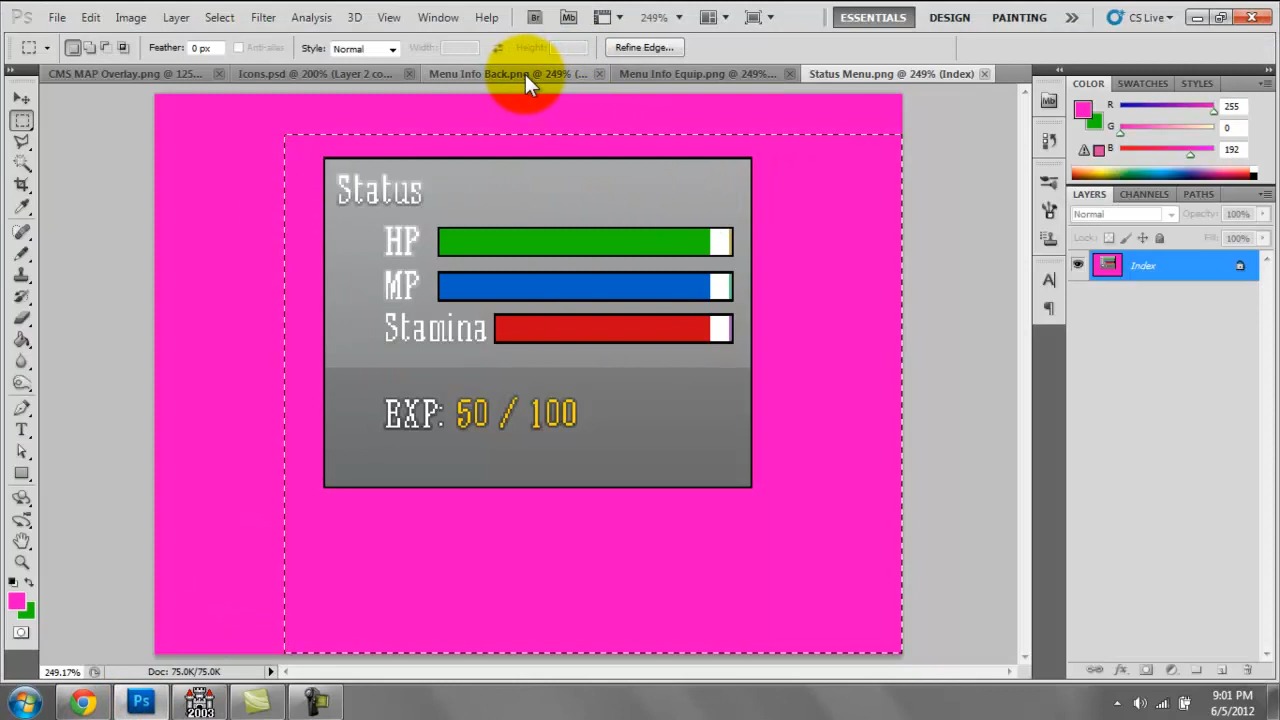 Ps File Edit Image Layer Select Filter Analysis 3D View Window Help Br Mb 249% ESSENTIALS DESIGN PAINTING CS Live
Feather: 0 px Anti-alias Style: Normal Width: Height: Refine Edge...
CMS MAP Overlay.png @ 125... Icons.psd @ 200% (Layer 2 co... Menu Info Back.png @ 249% (... Menu Info Equip.png @ 249%... Status Menu.png @ 249% (Index)
COLOR SWATCHES STYLES
R 255
G 0
B 192
LAYERS CHANNELS PATHS
Normal Opacity: 100%
Lock: Fill: 100%
Index
Status
HP
MP
Stamina
EXP: 50 / 100
249.17% Doc: 75.0K/75.0K
Ps 2003 9:01 PM
6/5/2012